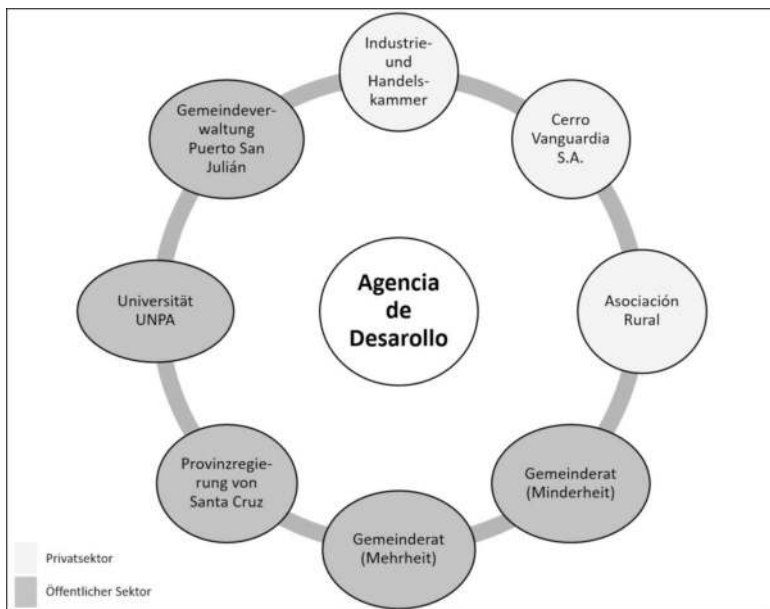 Industrie-
und
Handels-
kammer
Cerro
Vanguardia
S.A.
Asociación
Rural
Gemeinderat
(Minderheit)
Gemeinderat
(Mehrheit)
Provinzregie-
rung von
Santa Cruz
Universität
UNPA
Gemeindever-
waltung
Puerto San
Julián
Agencia
de
Desarollo
Privatsektor
Öffentlicher Sektor